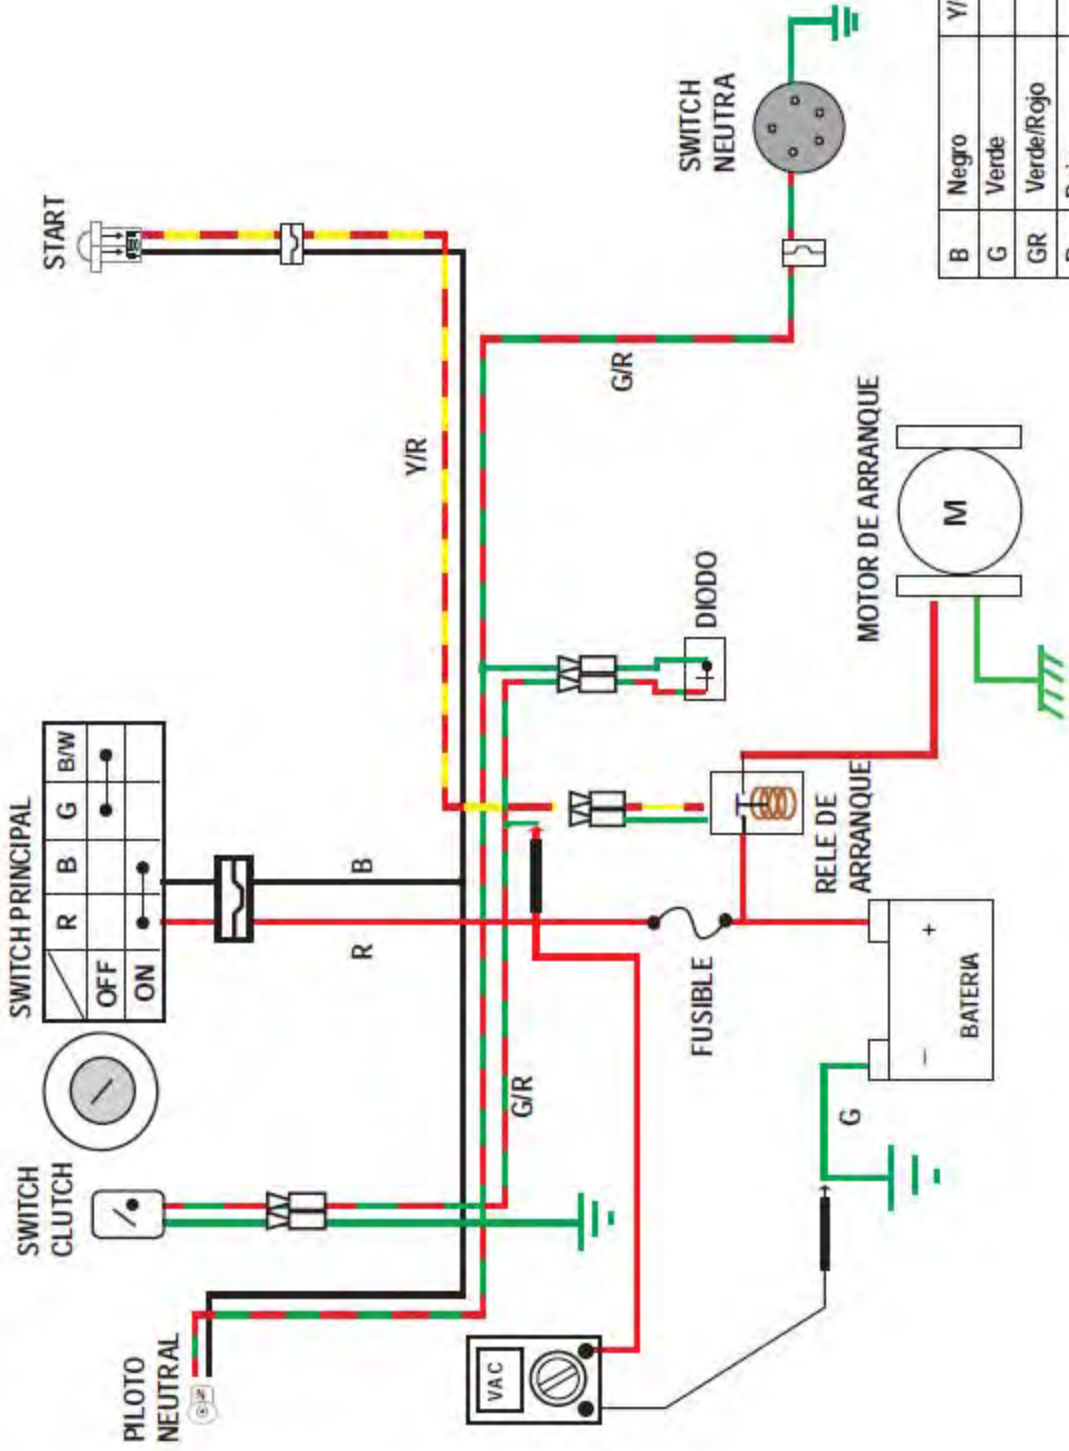 SWITCH PRINCIPAL
R B G B/W
OFF
ON
START
SWITCH
CLUTCH
PILOTO
NEUTRAL
Y/R
B
R
G/R
G/R
SWITCH
NEUTRA
DIODO
MOTOR DE ARRANQUE
M
RELE DE
ARRANQUE
FUSIBLE
BATERIA
+
–
G
VAC
B Negro
G Verde
GR Verde/Rojo